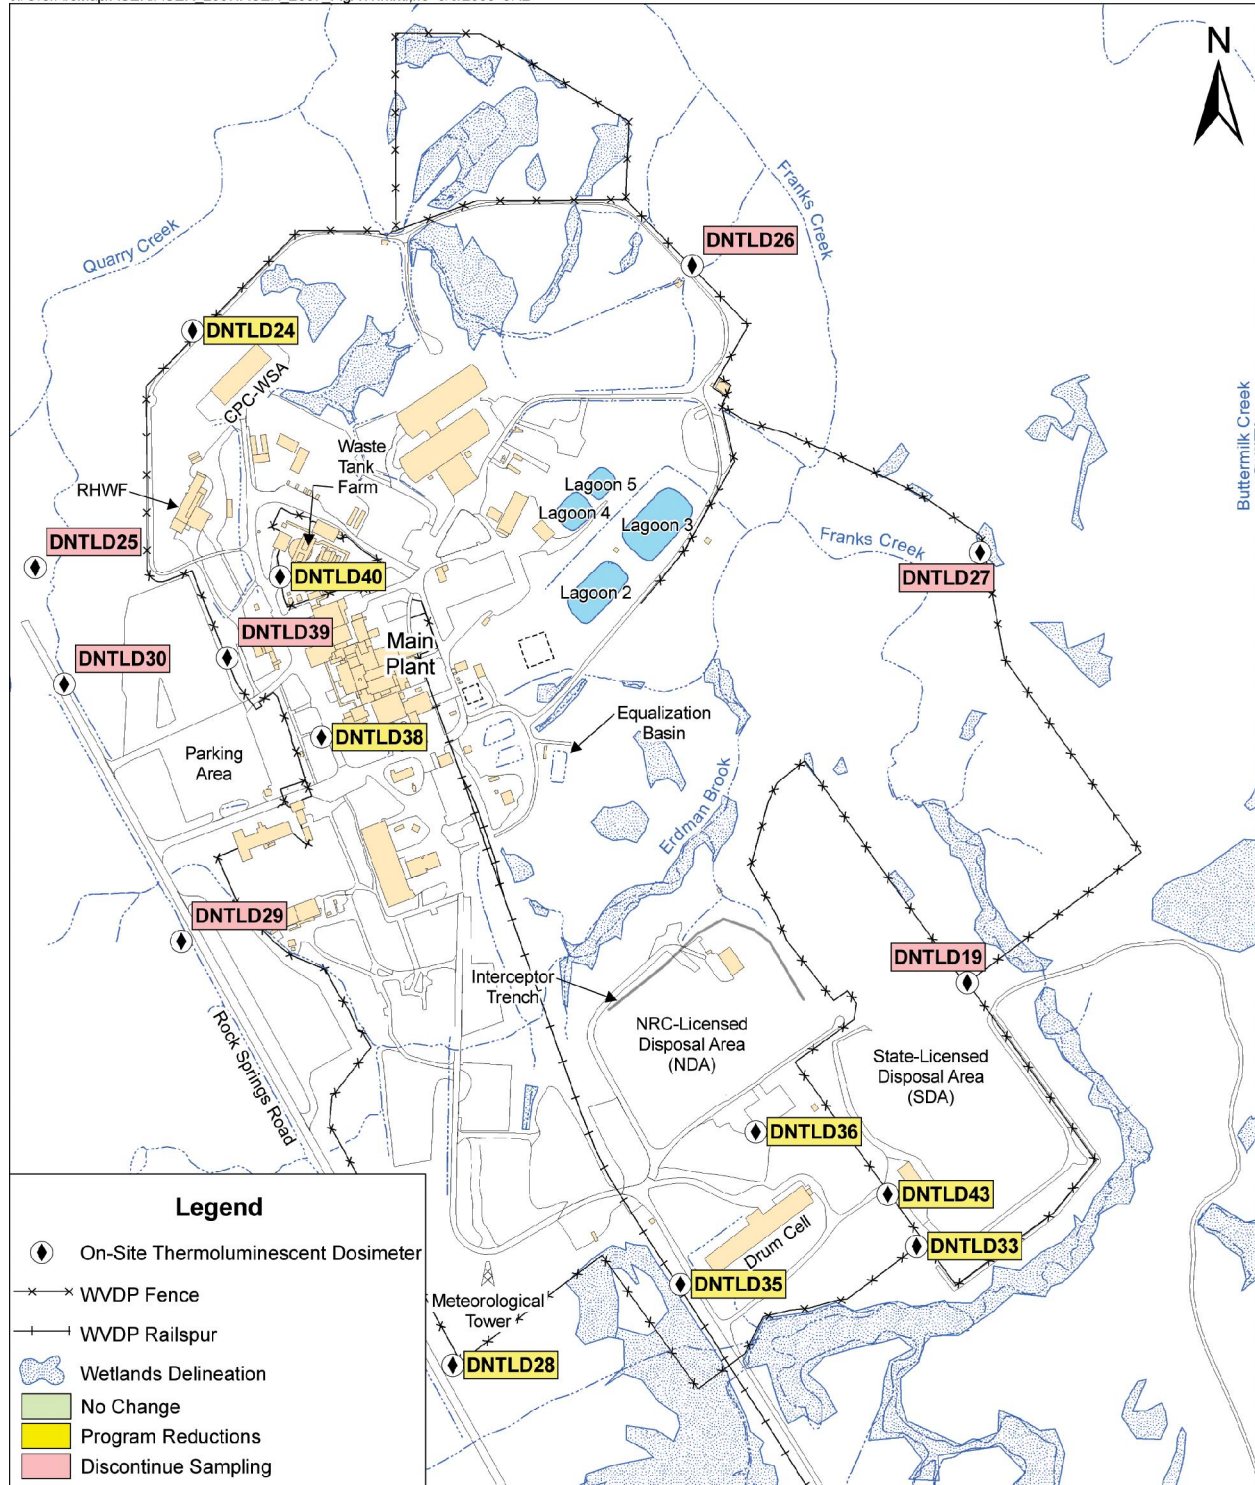 N
Quarry Creek
Franks Creek
DNTLD26
DNTLD24
CPC-WSA
Buttermilk Creek
Waste
Tank
Farm
RHWF
Lagoon 5
Lagoon 4
Lagoon 3
Franks Creek
DNTLD25
DNTLD40
DNTLD27
Lagoon 2
DNTLD39
Main
Plant
DNTLD30
Equalization
Basin
DNTLD38
Parking
Area
Erdman Brook
DNTLD29
DNTLD19
Interceptor
Trench
NRC-Licensed
Disposal Area
(NDA)
State-Licensed
Disposal Area
(SDA)
Rock Springs Road
DNTLD36
DNTLD43
Drum Cell
DNTLD33
DNTLD35
Meteorological
Tower
DNTLD28
Legend
On-Site Thermoluminescent Dosimeter
WVDP Fence
WVDP Railspur
Wetlands Delineation
No Change
Program Reductions
Discontinue Sampling